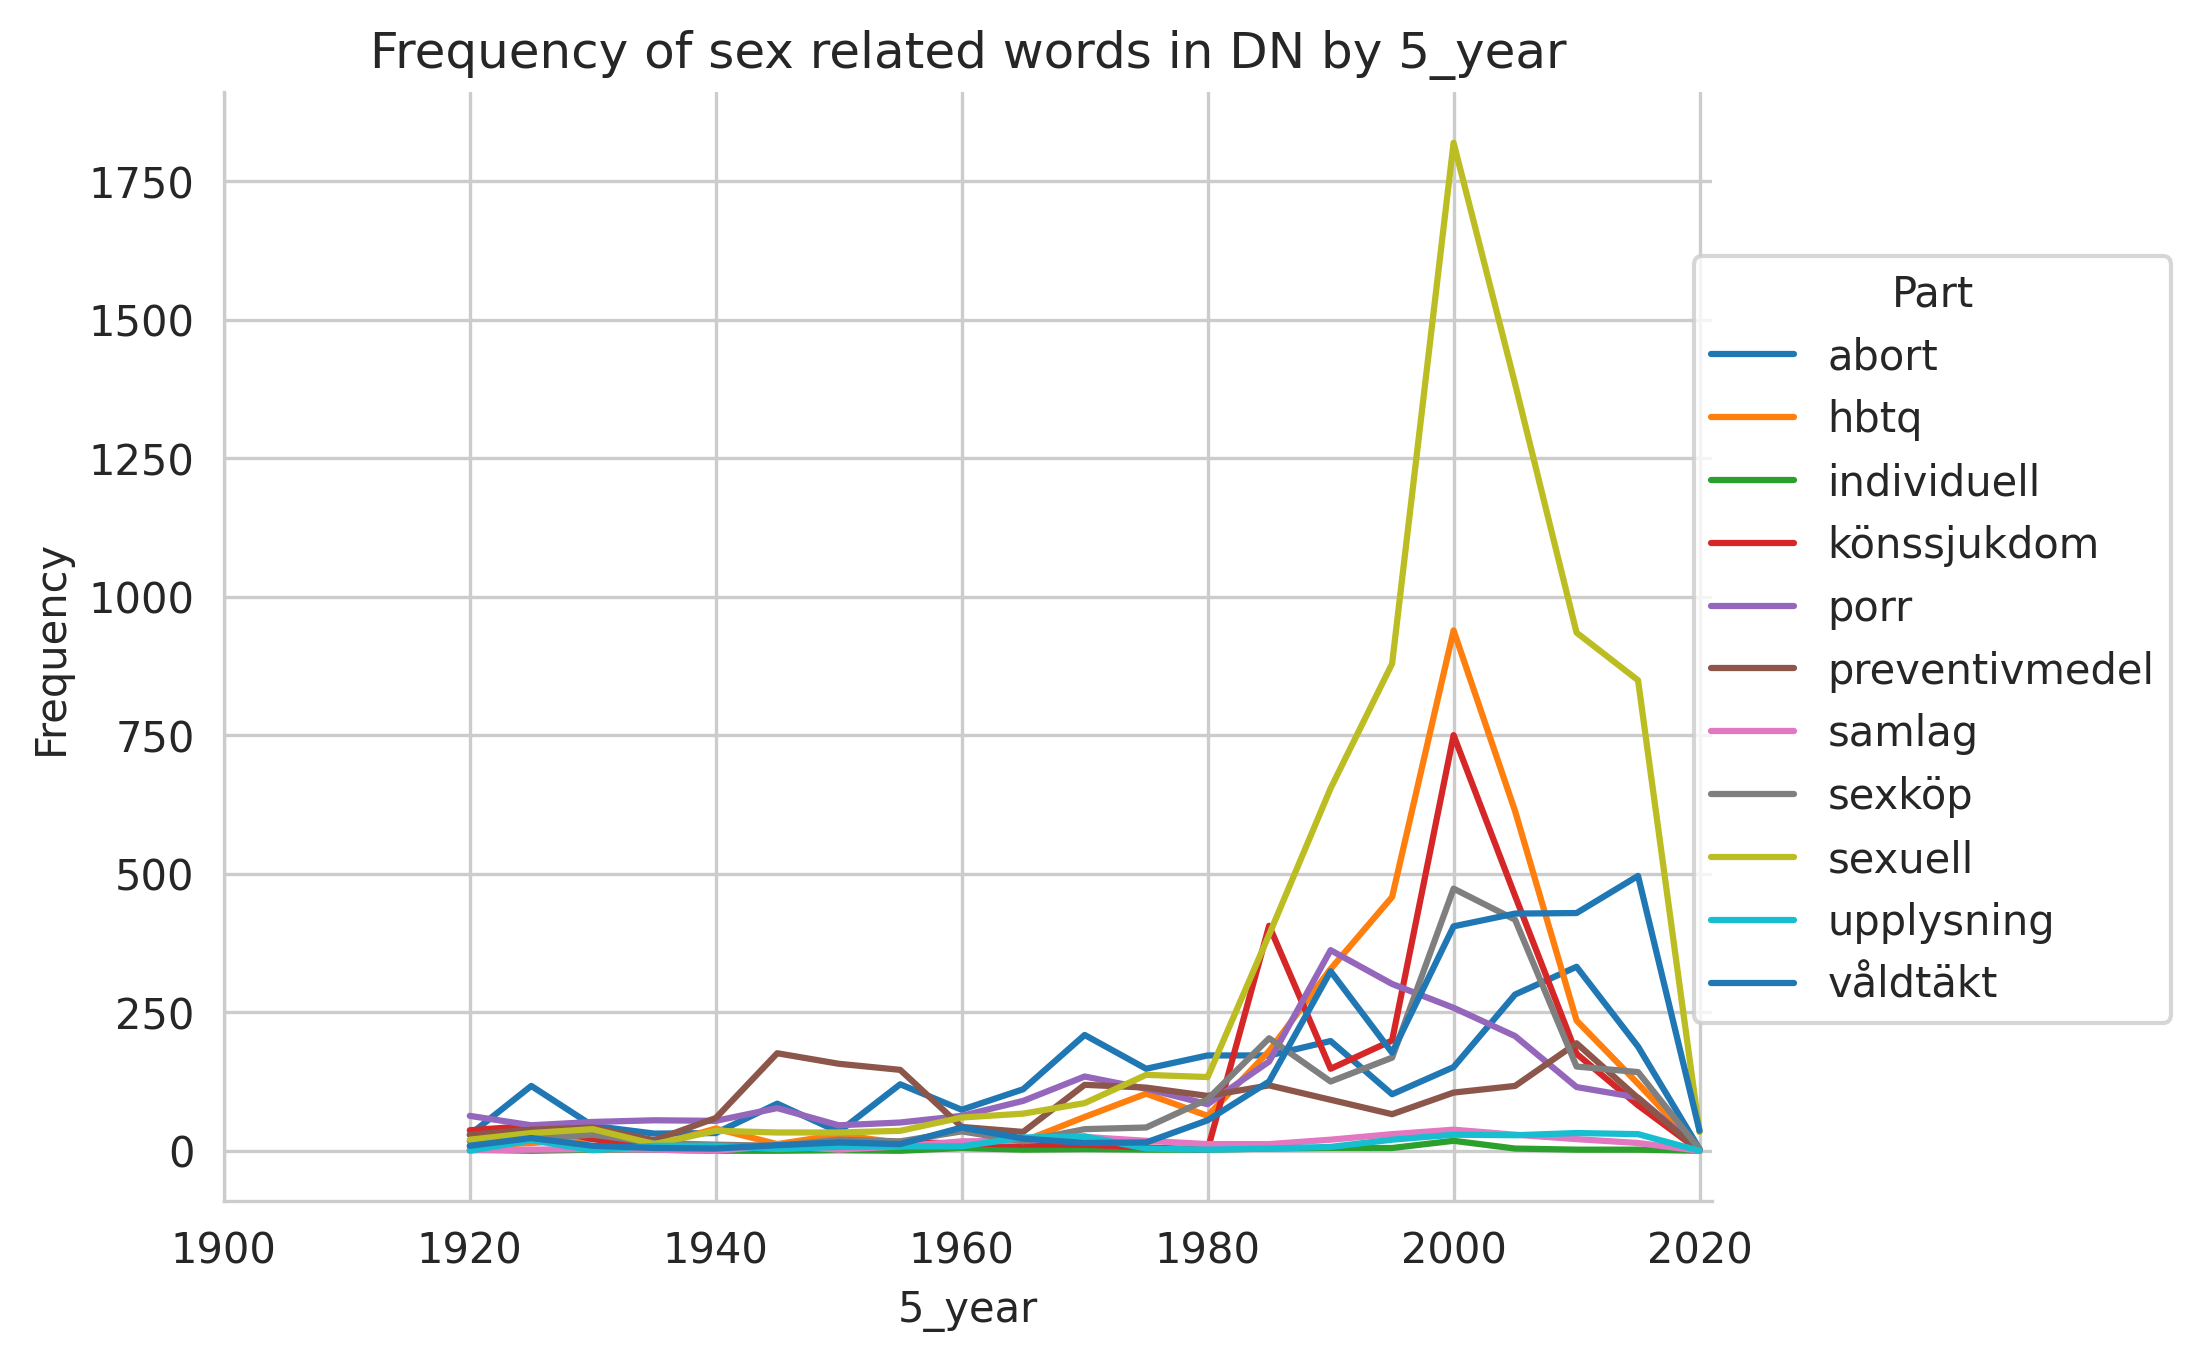 Frequency of sex related words in DN by 5_year
Frequency
1750
1500
1250
1000
750
500
250
0
1900 1920 1940 1960 1980 2000 2020
5_year
Part
abort
hbtq
individuell
könssjukdom
porr
preventivmedel
samlag
sexköp
sexuell
upplysning
våldtäkt